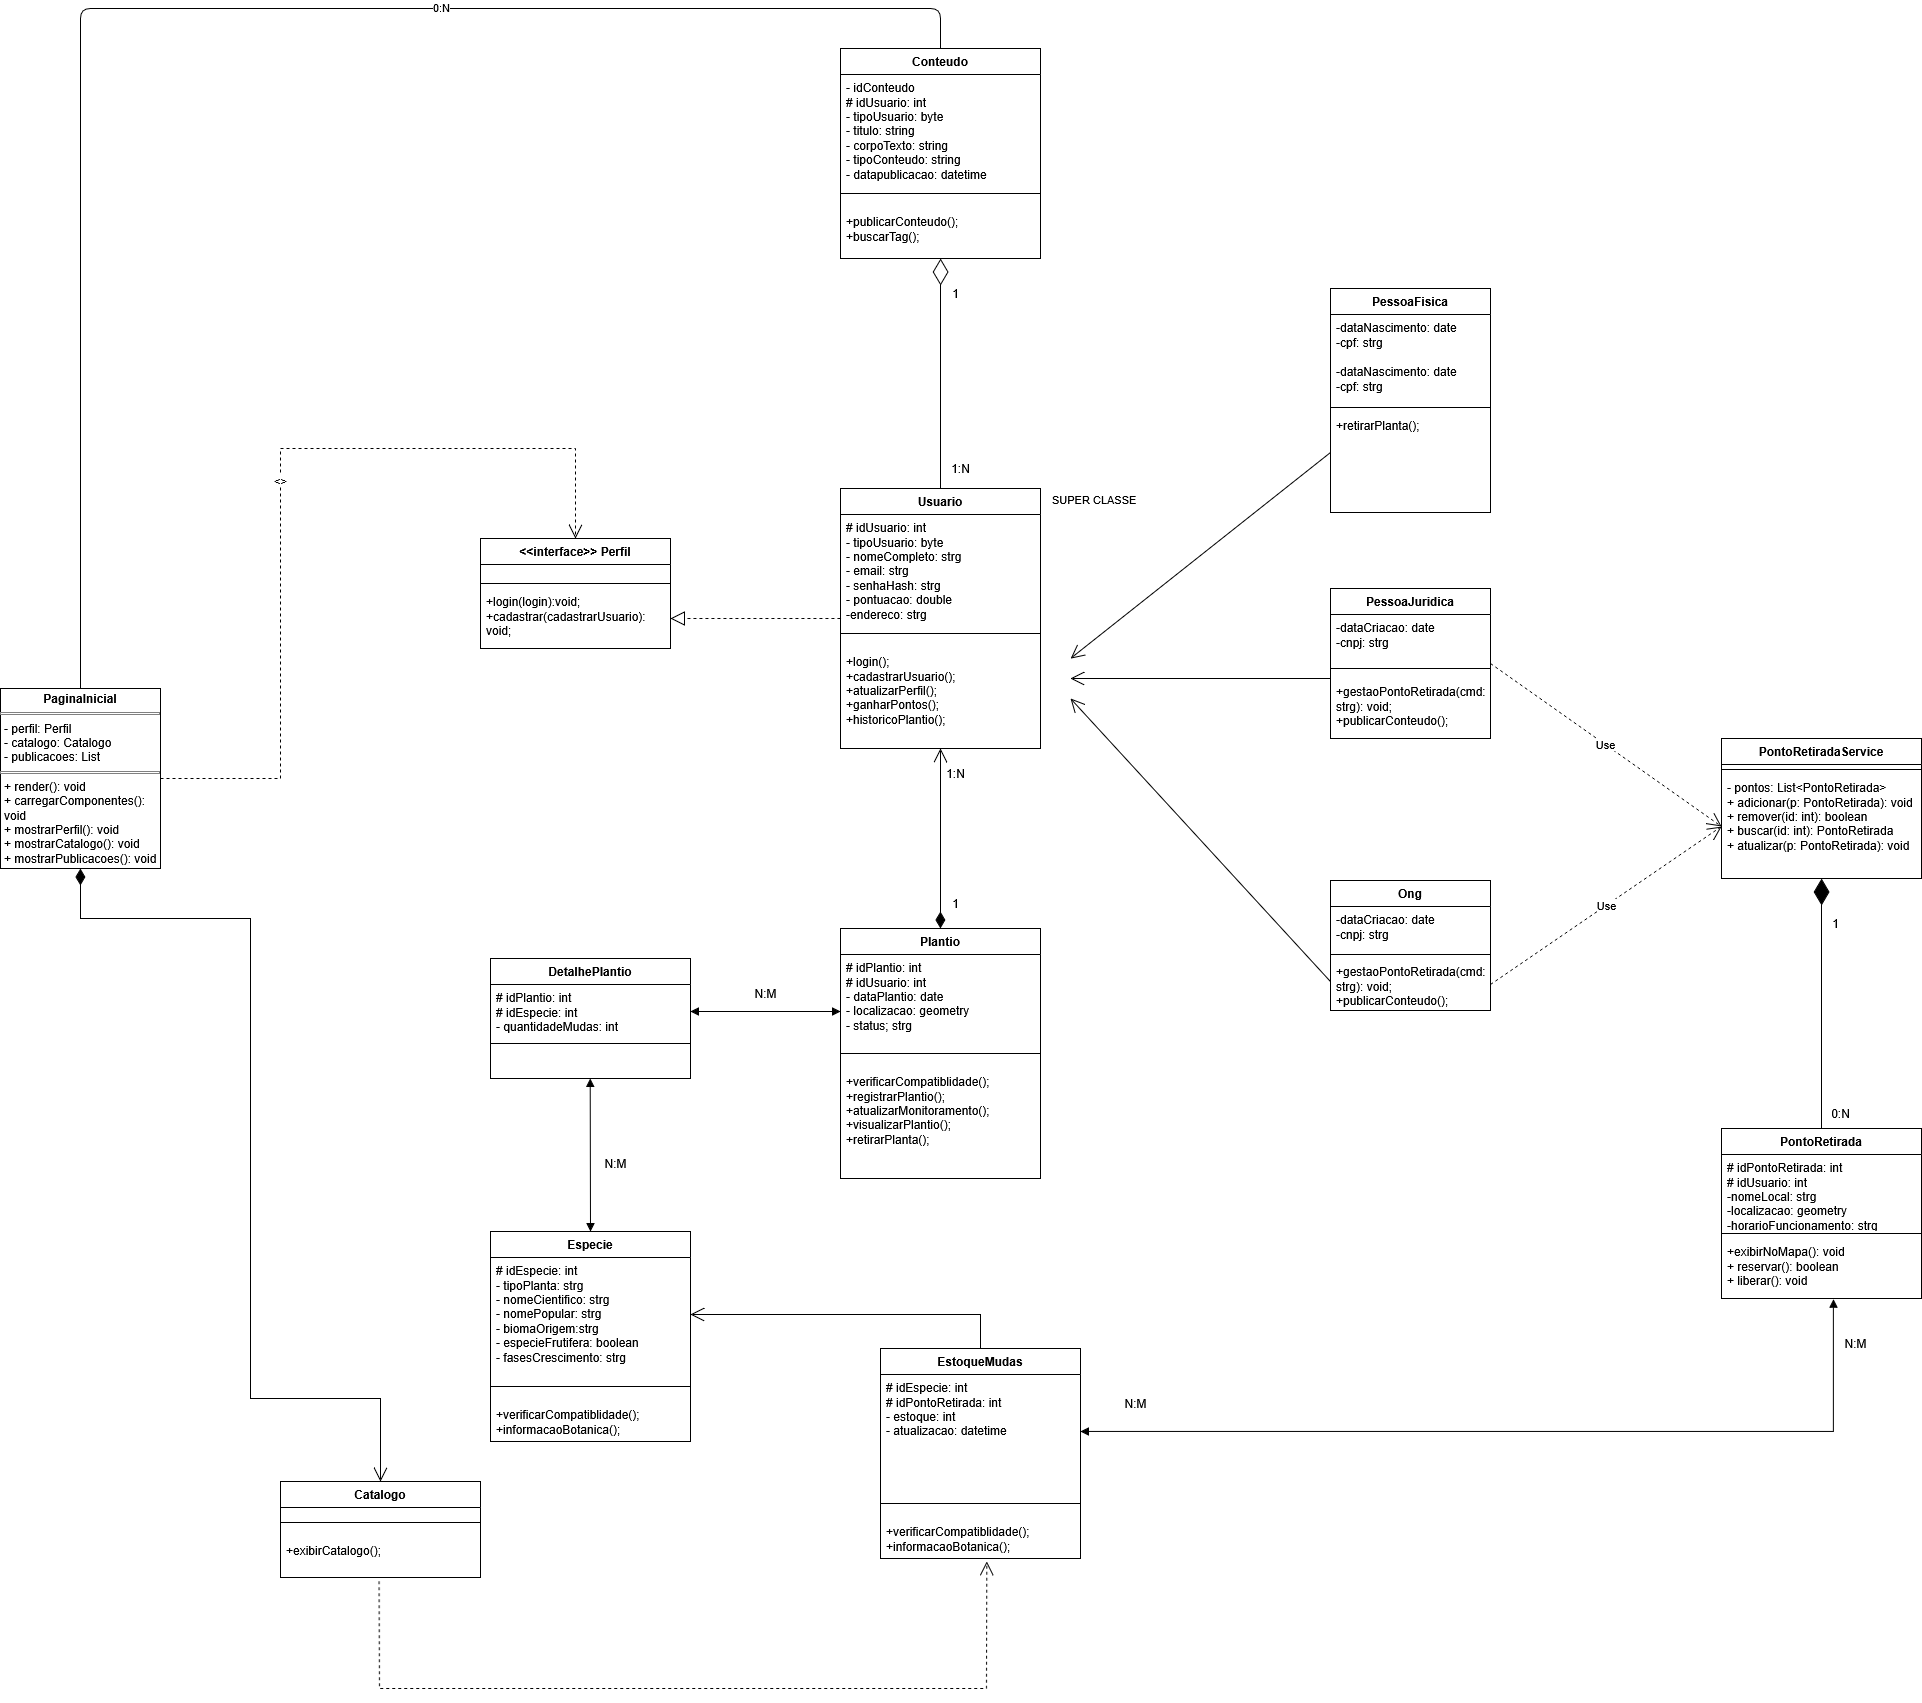 0:N
Conteudo
- idConteudo
# idUsuario: int
- tipoUsuario: byte
- titulo: string
- corpoTexto: string
- tipoConteudo: string
- datapublicacao: datetime
+publicarConteudo();
+buscarTag();
1
1:N
PessoaFisica
-dataNascimento: date
-cpf: strg
-dataNascimento: date
-cpf: strg
+retirarPlanta();
<>
<<interface>> Perfil
+login(login):void;
+cadastrar(cadastrarUsuario):
void;
Usuario
SUPER CLASSE
# idUsuario: int
- tipoUsuario: byte
- nomeCompleto: strg
- email: strg
- senhaHash: strg
- pontuacao: double
-endereco: strg
+login();
+cadastrarUsuario();
+atualizarPerfil();
+ganharPontos();
+historicoPlantio();
PessoaJuridica
-dataCriacao: date
-cnpj: strg
+gestaoPontoRetirada(cmd:
strg): void;
+publicarConteudo();
Use
PaginaInicial
- perfil: Perfil
- catalogo: Catalogo
- publicacoes: List
+ render(): void
+ carregarComponentes():
void
+ mostrarPerfil(): void
+ mostrarCatalogo(): void
+ mostrarPublicacoes(): void
PontoRetiradaService
- pontos: List<PontoRetirada>
+ adicionar(p: PontoRetirada): void
+ remover(id: int): boolean
+ buscar(id: int): PontoRetirada
+ atualizar(p: PontoRetirada): void
1:N
1
Ong
-dataCriacao: date
-cnpj: strg
+gestaoPontoRetirada(cmd:
strg): void;
+publicarConteudo();
Use
1
0:N
DetalhePlantio
# idPlantio: int
# idEspecie: int
- quantidadeMudas: int
N:M
Plantio
# idPlantio: int
# idUsuario: int
- dataPlantio: date
- localizacao: geometry
- status; strg
+verificarCompatiblidade();
+registrarPlantio();
+atualizarMonitoramento();
+visualizarPlantio();
+retirarPlanta();
N:M
PontoRetirada
# idPontoRetirada: int
# idUsuario: int
-nomeLocal: strg
-localizacao: geometry
-horarioFuncionamento: strg
+exibirNoMapa(): void
+ reservar(): boolean
+ liberar(): void
N:M
Especie
# idEspecie: int
- tipoPlanta: strg
- nomeCientifico: strg
- nomePopular: strg
- biomaOrigem:strg
- especieFrutifera: boolean
- fasesCrescimento: strg
+verificarCompatiblidade();
+informacaoBotanica();
EstoqueMudas
# idEspecie: int
# idPontoRetirada: int
- estoque: int
- atualizacao: datetime
+verificarCompatiblidade();
+informacaoBotanica();
N:M
Catalogo
+exibirCatalogo();